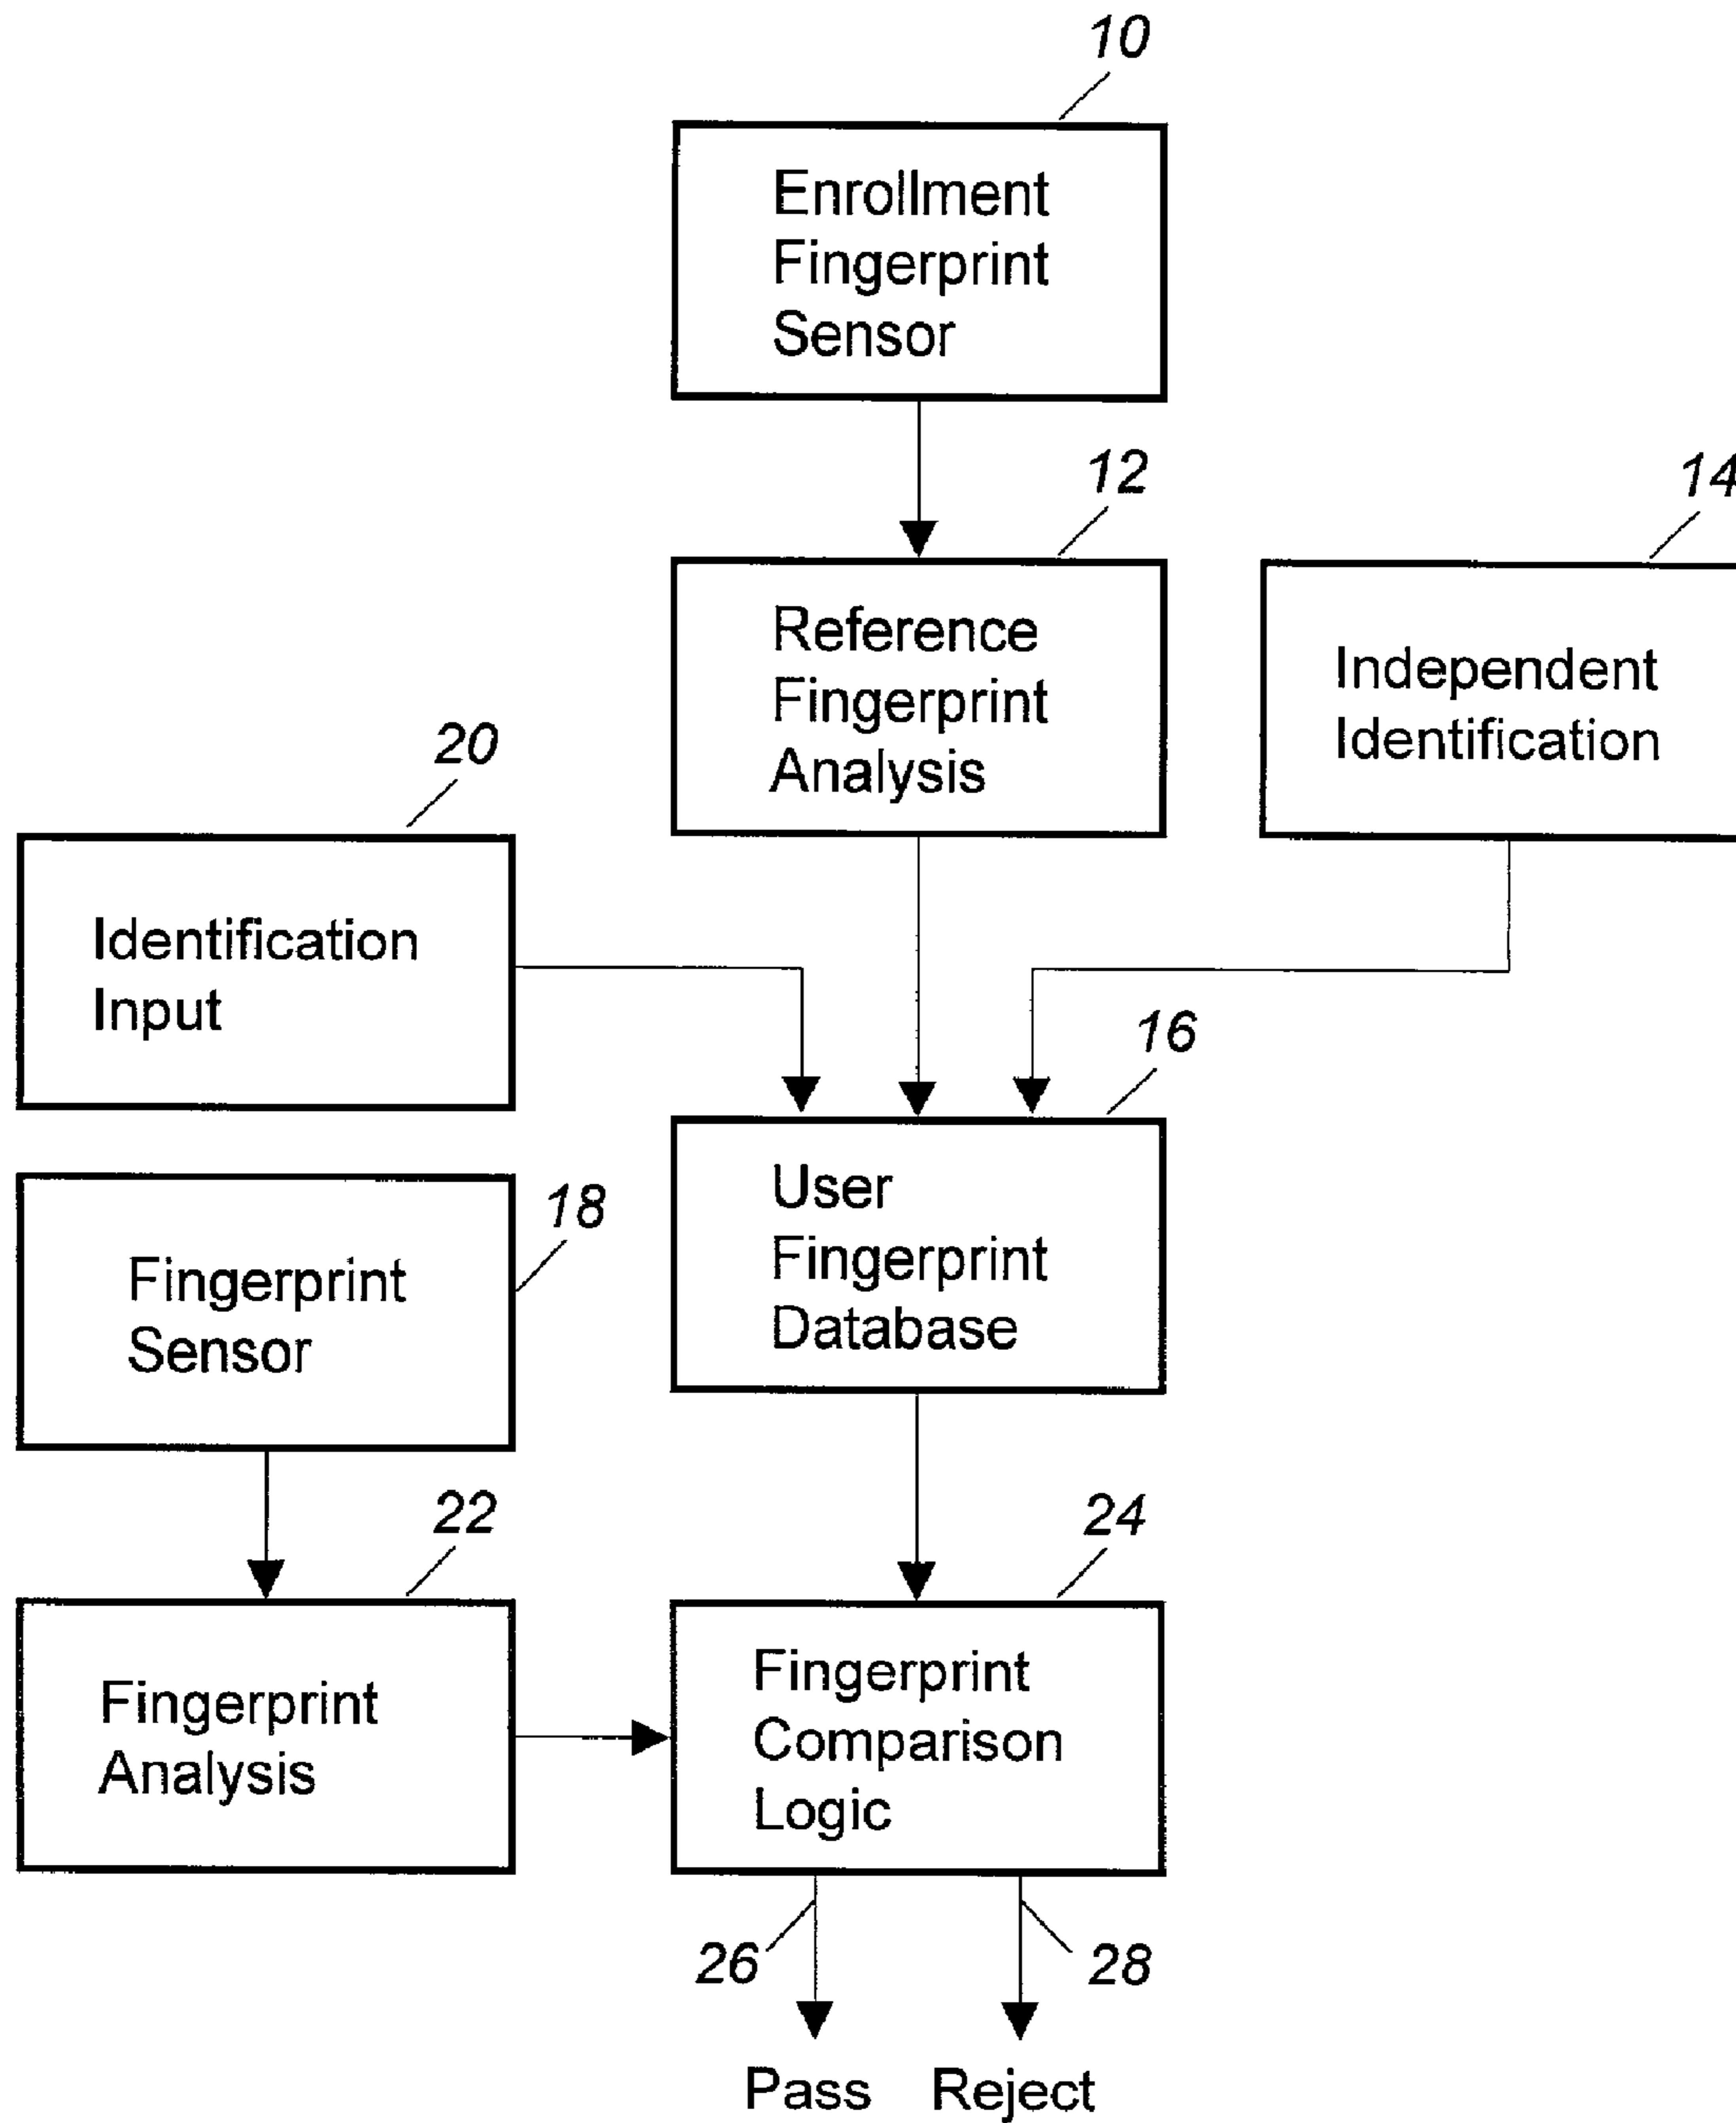 10
Enrollment
Fingerprint
Sensor
12
14
Reference
Fingerprint
Analysis
Independent
Identification
20
Identification
Input
16
User
Fingerprint
Database
18
Fingerprint
Sensor
22
24
Fingerprint
Analysis
Fingerprint
Comparison
Logic
26
28
Pass
Reject